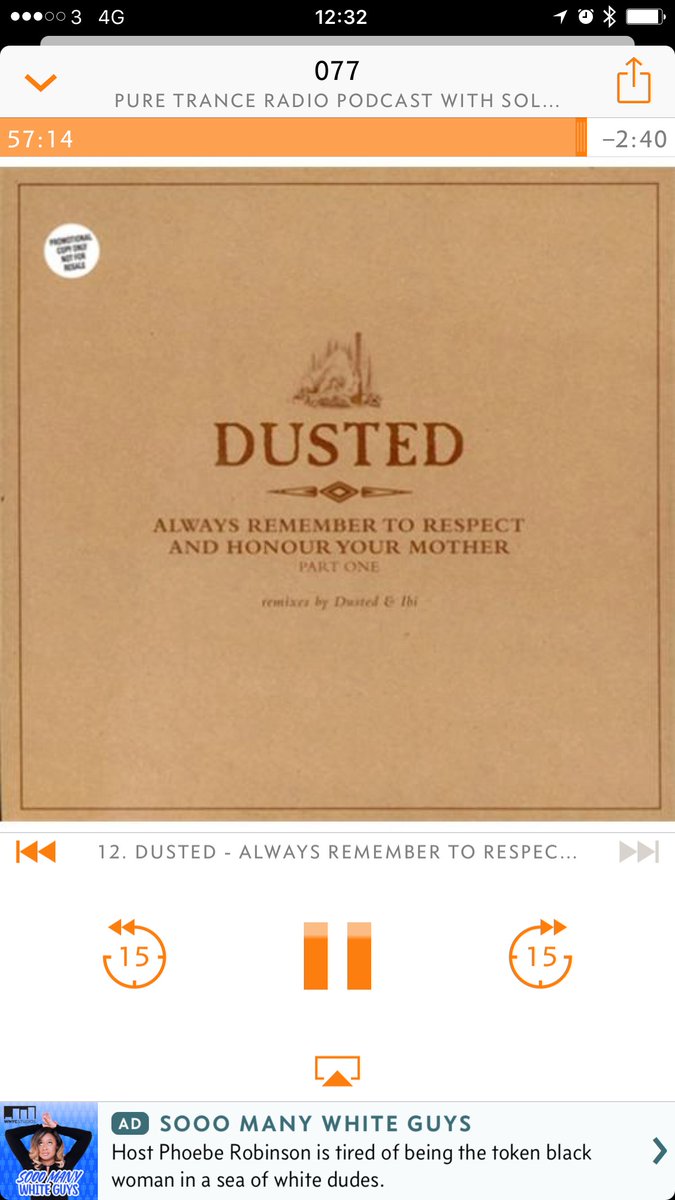 3 4G 12:32
077
PURE TRANCE RADIO PODCAST WITH SOL...
57:14 –2:40
PROMOTIONAL
COPY ONLY
NOT FOR
RESALE
DUSTED
ALWAYS REMEMBER TO RESPECT
AND HONOUR YOUR MOTHER
PART ONE
remixes by Dusted & Ibi
12. DUSTED - ALWAYS REMEMBER TO RESPEC...
15 15
SOOO MANY
WHITE GUYS
AD SOOO MANY WHITE GUYS
Host Phoebe Robinson is tired of being the token black
woman in a sea of white dudes.